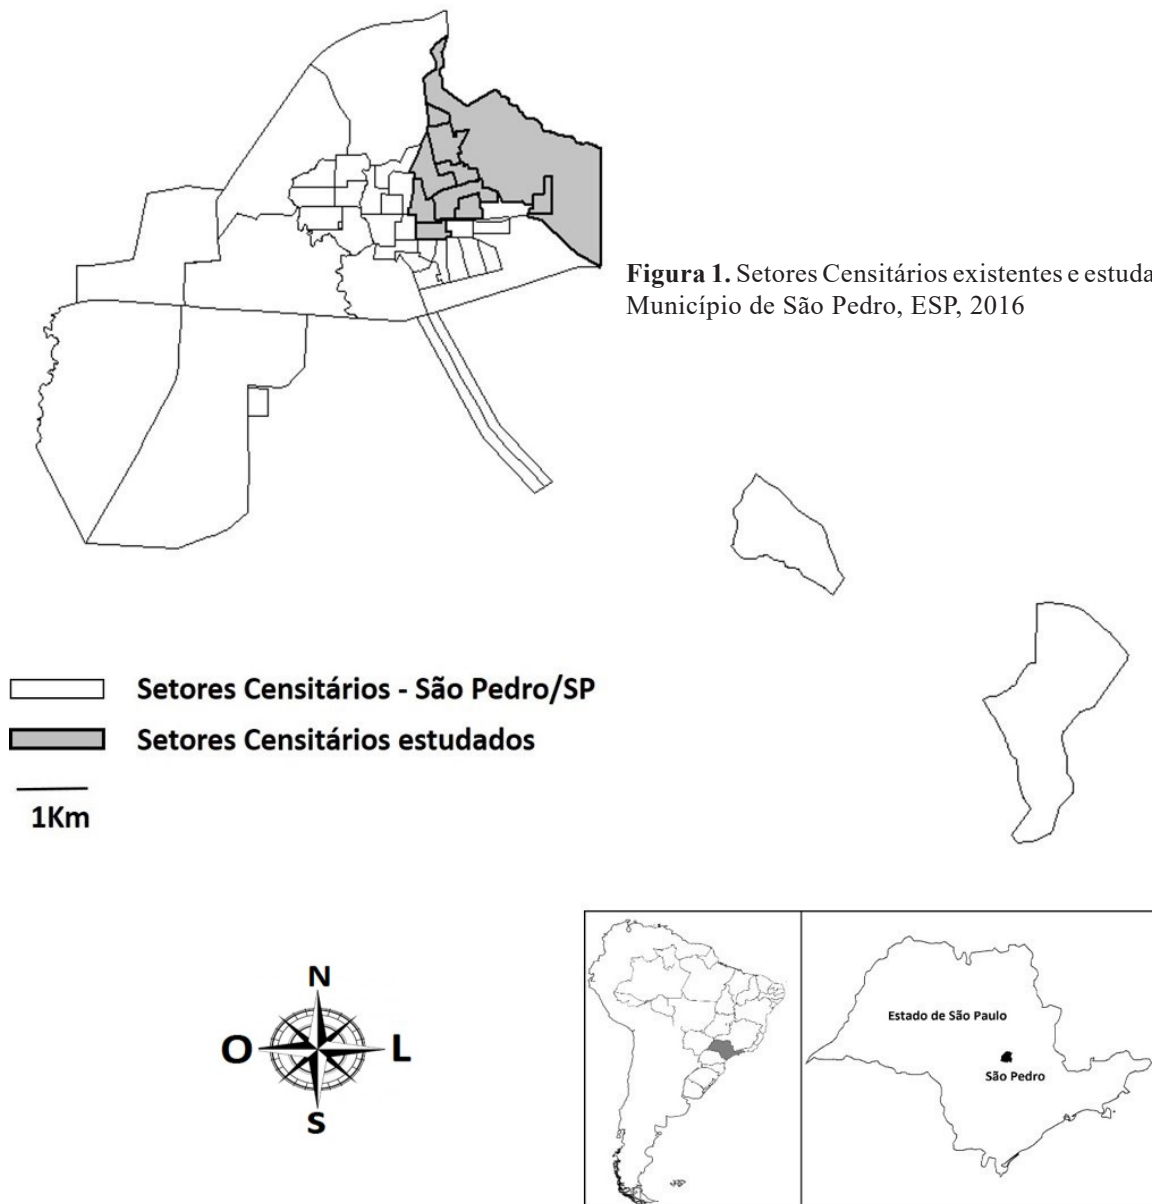 Figura 1. Setores Censitários existentes e estuda
Município de São Pedro, ESP, 2016
Setores Censitários - São Pedro/SP
Setores Censitários estudados
1Km
N
O
L
S
Estado de São Paulo
São Pedro